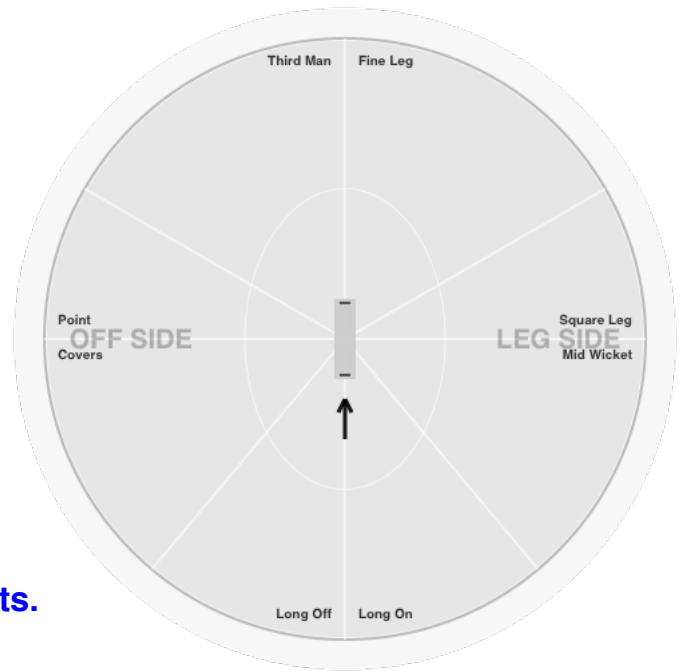 Third Man
Fine Leg
Point
Square Leg
OFF SIDE
LEG SIDE
Covers
Mid Wicket
ts.
Long Off
Long On